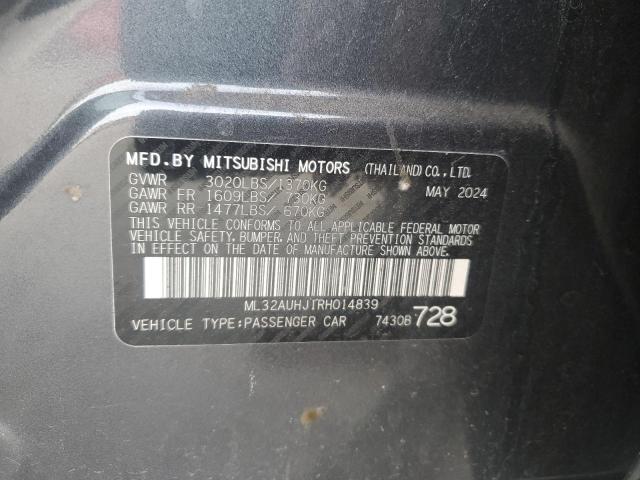 MFD.BY MITSUBISHI MOTORS (THAILAND) CO., LTD.
GVWR 3020LBS/1370KG MAY 2024
GAWR FR 1609LBS/ 730KG
GAWR RR 1477LBS/ 670KG
THIS VEHICLE CONFORMS TO ALL APPLICABLE FEDERAL MOTOR
VEHICLE SAFETY, BUMPER, AND THEFT PREVENTION STANDARDS
IN EFFECT ON THE DATE OF MANUFACTURE SHOWN ABOVE.
ML32AUHJ1RH014839
VEHICLE TYPE:PASSENGER CAR 7430B 728